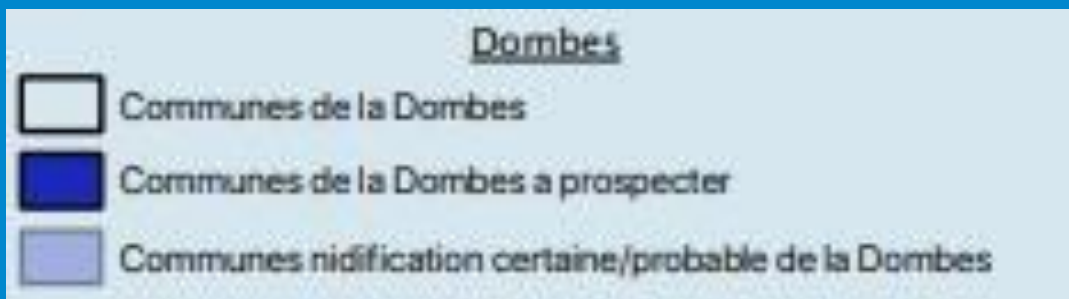 Dombes
Communes de la Dombes
Communes de la Dombes a prospecter
Communes nidification certaine/probable de la Dombes